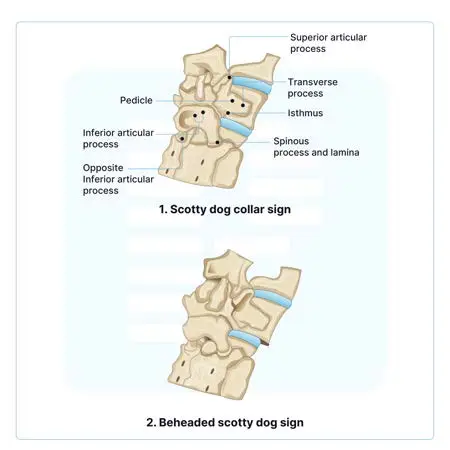 Superior articular
process
Transverse
process
Pedicle
Isthmus
Inferior articular
process
Spinous
process and lamina
Opposite
Inferior articular
process
1. Scotty dog collar sign
2. Beheaded scotty dog sign